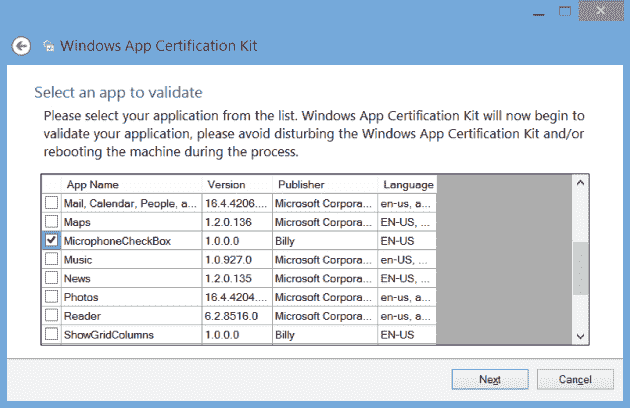 Windows App Certification Kit
Select an app to validate
Please select your application from the list. Windows App Certification Kit will now begin to
validate your application, please avoid disturbing the Windows App Certification Kit and/or
rebooting the machine during the process.
App Name Version Publisher Language
Mail, Calendar, People, a... 16.4.4206.... Microsoft Corpora... en-us, a...
Maps 1.2.0.136 Microsoft Corpora... EN-US, ...
MicrophoneCheckBox 1.0.0.0 Billy EN-US
Music 1.0.927.0 Microsoft Corpora... en-US, ...
News 1.2.0.135 Microsoft Corpora... EN-US, ...
Photos 16.4.4204.... Microsoft Corpora... en-us, a...
Reader 6.2.8516.0 Microsoft Corpora... en-us, a...
ShowGridColumns 1.0.0.0 Billy EN-US
Next Cancel